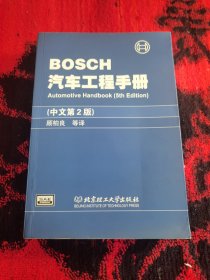 BOSCH
汽车工程手册
Automotive Handbook (5th Edition)
(中文第2版)
顾柏良 等译
北京理工大学出版社
BEIJING INSTITUTE OF TECHNOLOGY PRESS